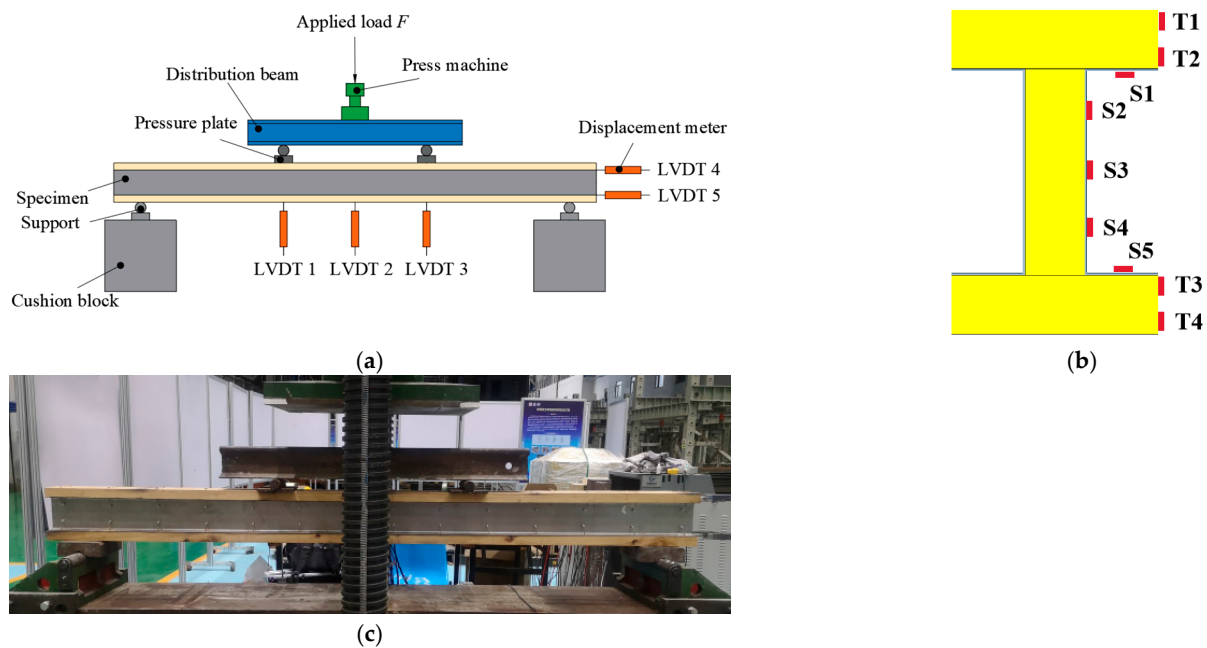 Applied load F
Press machine
Distribution beam
Pressure plate
Displacement meter
LVDT 4
LVDT 5
Specimen
Support
LVDT 1
LVDT 2
LVDT 3
Cushion block
(a)
T1
T2
S1
S2
S3
S4
S5
T3
T4
(b)
(c)